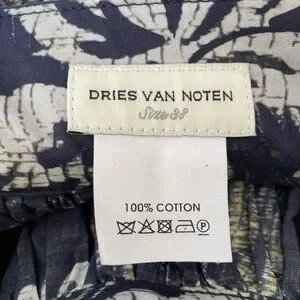 DRIES VAN NOTEN
Size 38
100% COTTON
P